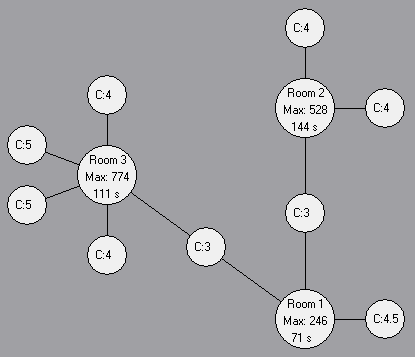 C:4
Room 2
Max: 528
144 s
C:4
C:4
C:5
Room 3
Max: 774
111 s
C:5
C:4
C:3
C:3
Room 1
Max: 246
71 s
C:4.5